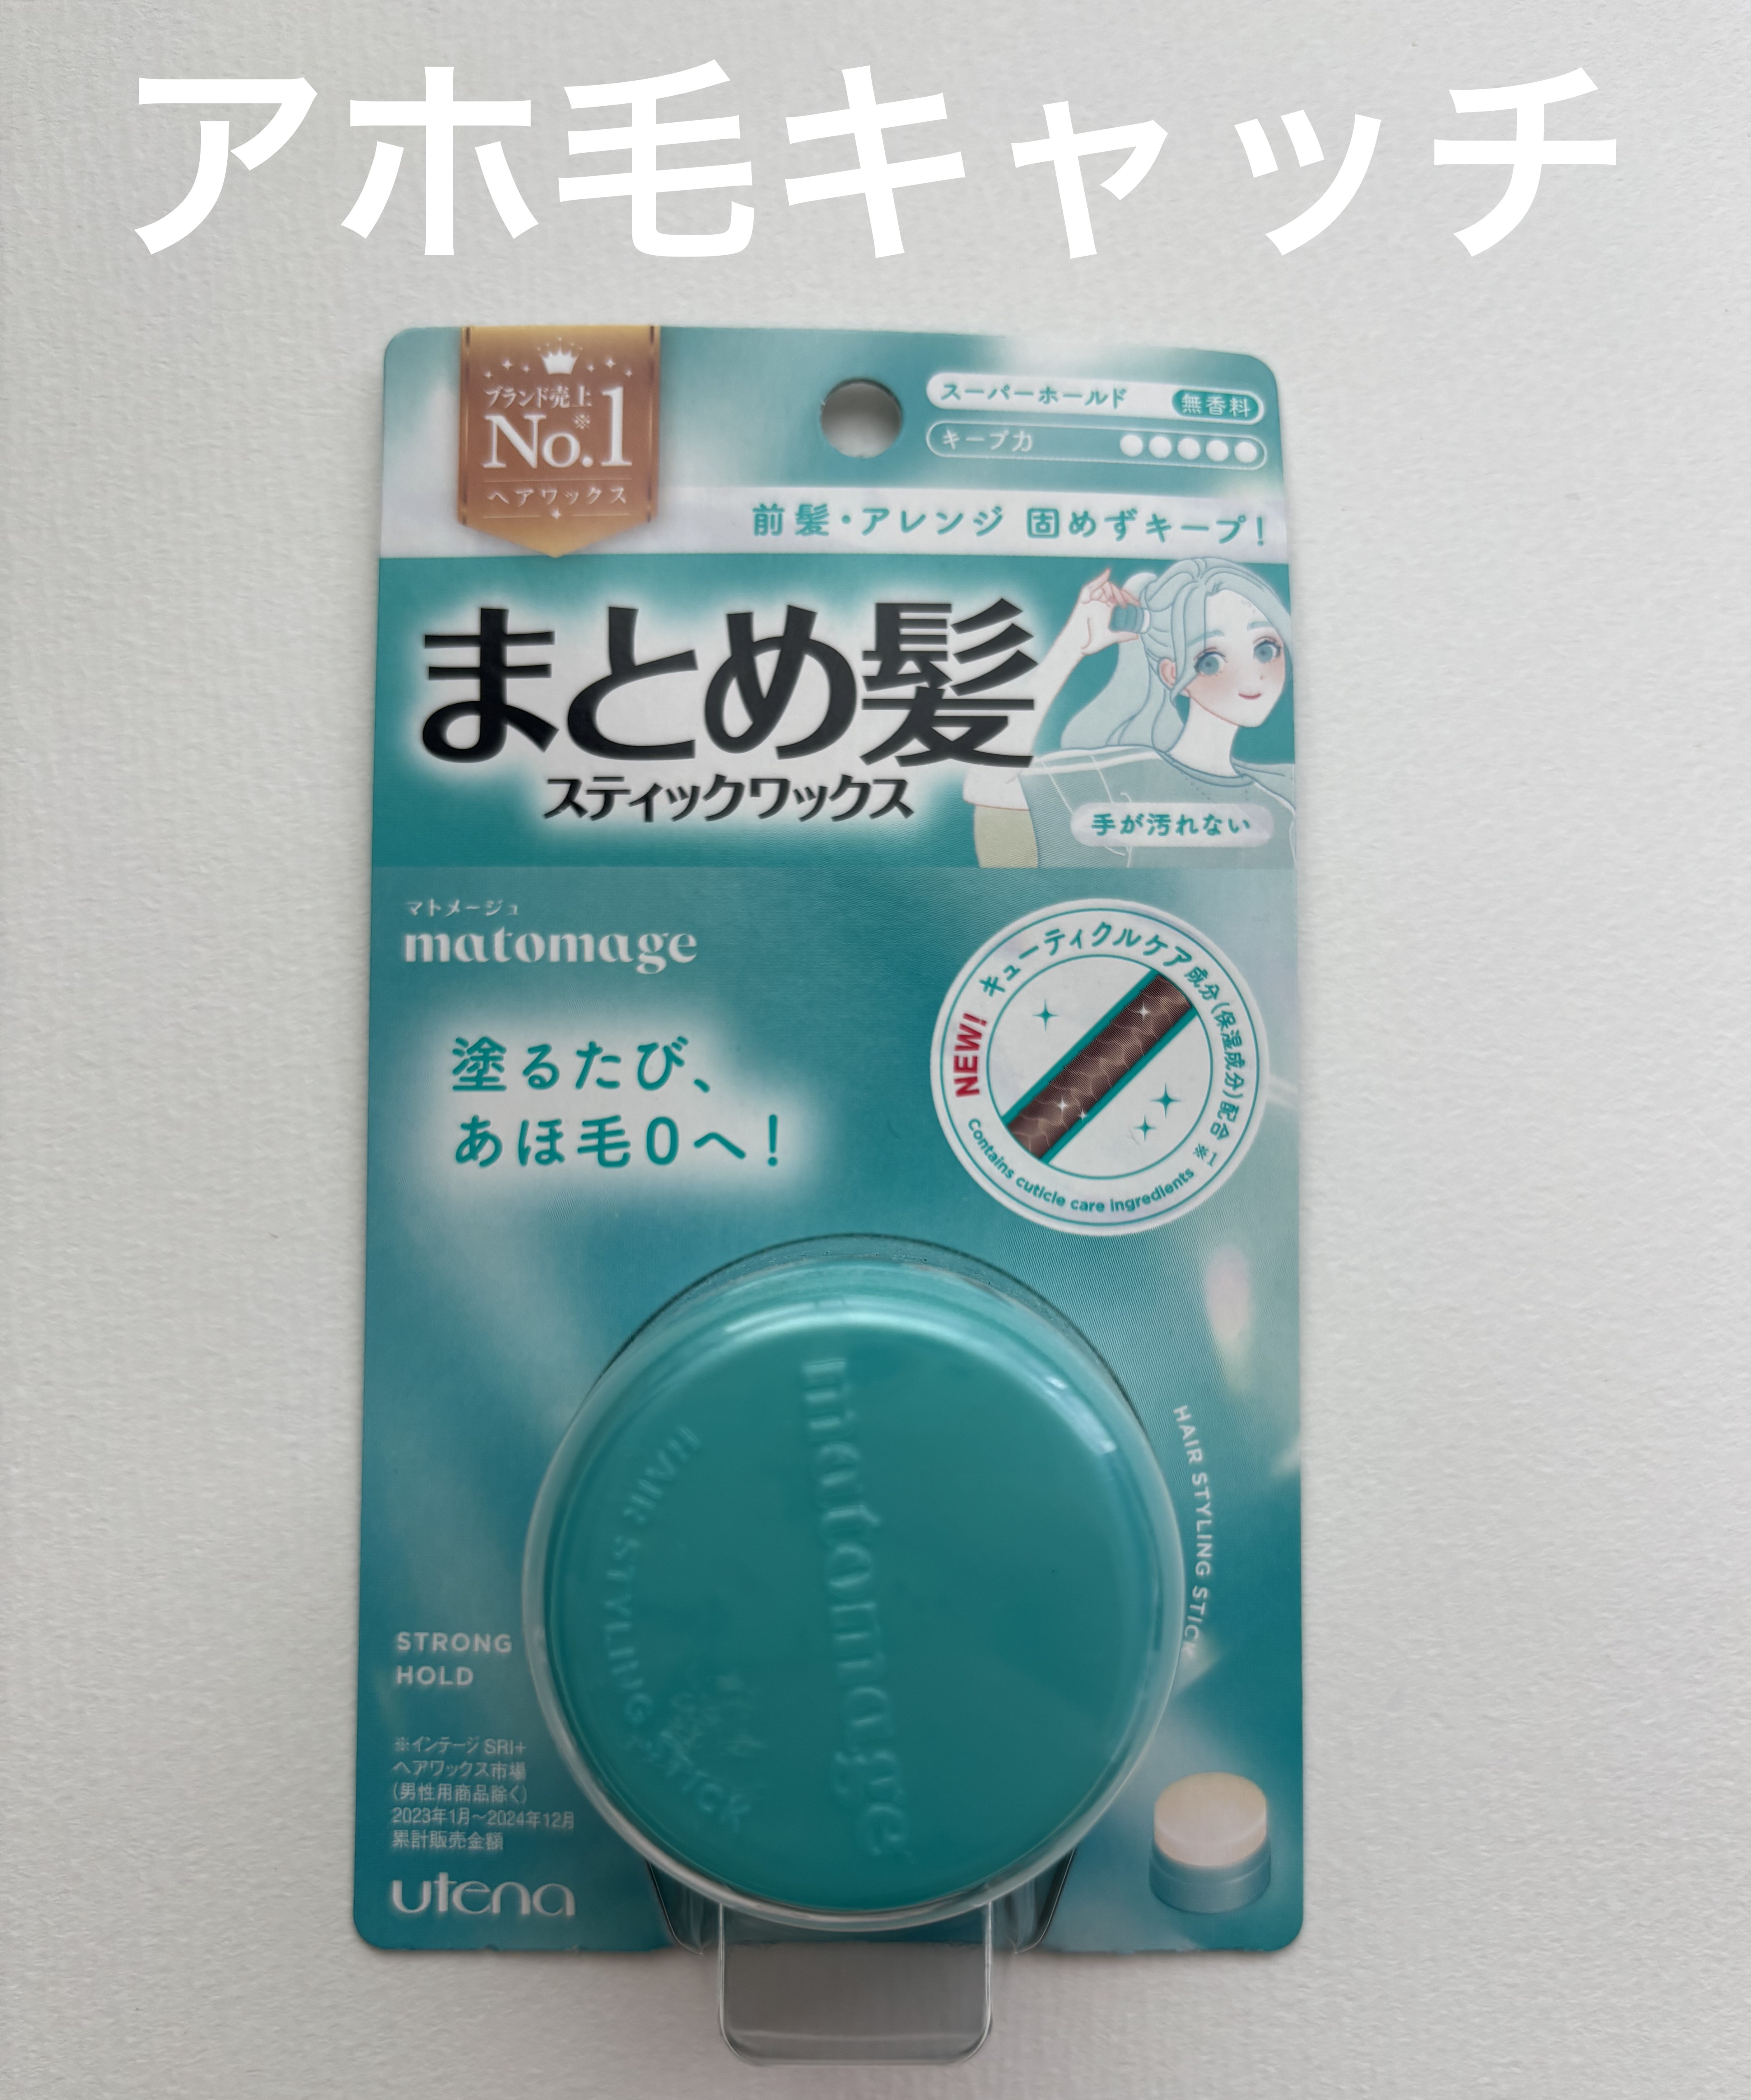 アホ毛キャッチ
ブランド売上
No.1※
ヘアワックス
スーパーホールド 無香料
キープ力
前髪・アレンジ 固めずキープ!
まとめ髪
スティックワックス
手が汚れない
マトメージュ
matomage
NEW! キューティクルケア成分(保湿成分)配合 ※1
Contains cuticle care ingredients
塗るたび、
あほ毛0へ!
matomage
HAIR STYLING STICK
HAIR STYLING STICK
STRONG
HOLD
※インテージ SRI+
ヘアワックス市場
(男性用商品除く)
2023年1月～2024年12月
累計販売金額
utena